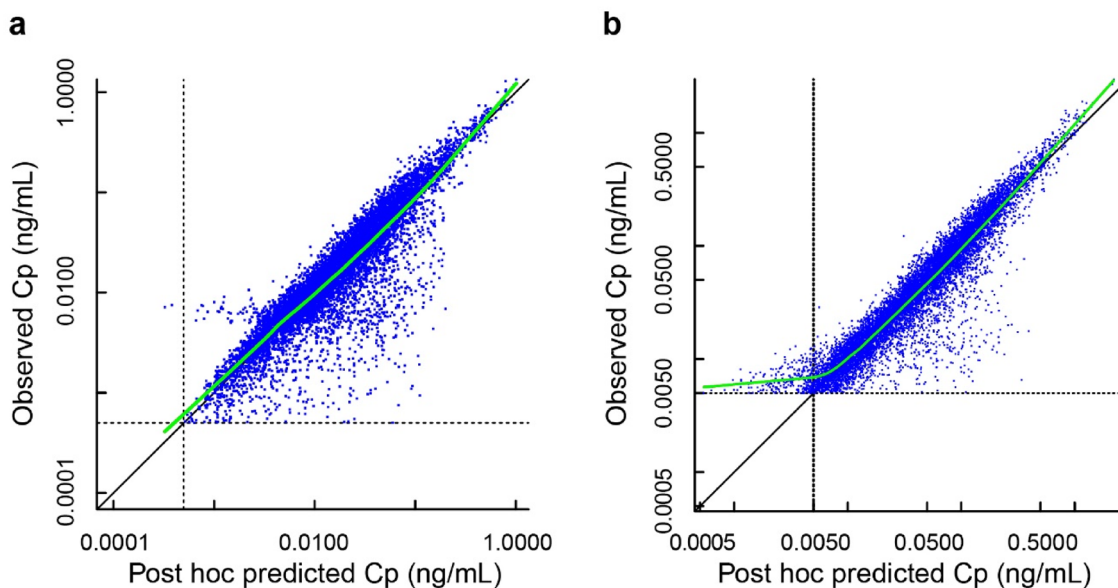 a
b
Observed Cp (ng/mL)
1.0000
0.0100
0.0001
0.0001
0.0100
1.0000
Post hoc predicted Cp (ng/mL)
Observed Cp (ng/mL)
0.5000
0.0500
0.0050
0.0005
0.0005
0.0050
0.0500
0.5000
Post hoc predicted Cp (ng/mL)